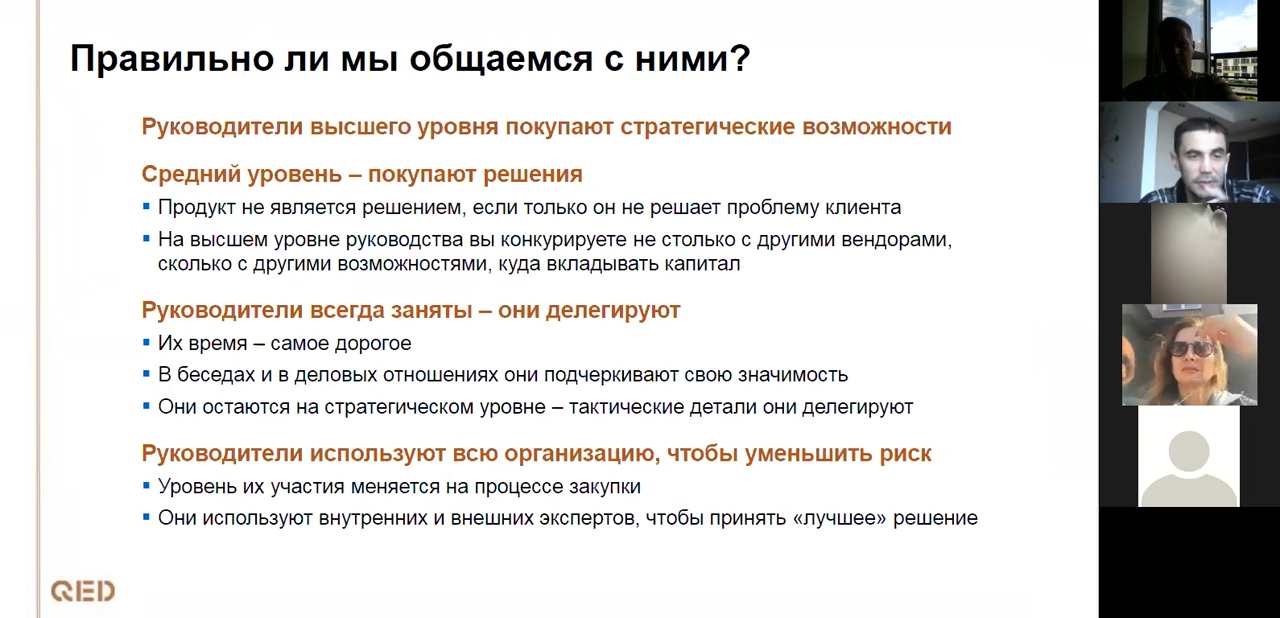 Правильно ли мы общаемся с ними?
Руководители высшего уровня покупают стратегические возможности
Средний уровень – покупают решения
Продукт не является решением, если только он не решает проблему клиента
На высшем уровне руководства вы конкурируете не столько с другими вендорами,
сколько с другими возможностями, куда вкладывать капитал
Руководители всегда заняты – они делегируют
Их время – самое дорогое
В беседах и в деловых отношениях они подчеркивают свою значимость
Они остаются на стратегическом уровне – тактические детали они делегируют
Руководители используют всю организацию, чтобы уменьшить риск
Уровень их участия меняется на процессе закупки
Они используют внутренних и внешних экспертов, чтобы принять «лучшее» решение
QED